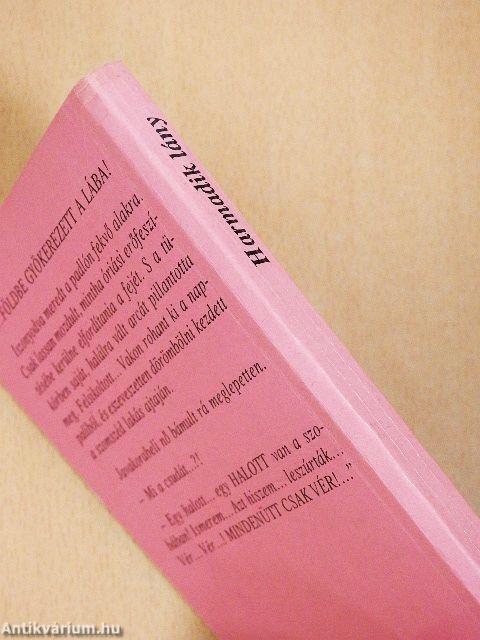 Harmadik lány
FÖLDBE GYÖKEREZETT A LÁBA!
Iszonyodva meredt a padlón fekvő alakra.
Csak lassan mozdult, mintha óriási erőfeszí-
tésébe kerülne elfordítania a fejét. S a tü-
körben saját, halálra vált arcát pillantotta
meg. Felsikoltott... Vakon rohant ki a nap-
paliból, és eszeveszetten dörömbölni kezdett
a szomszéd lakás ajtaján.
Jonatánképű nő bámult rá meglepetten.
– Mi a csudát...?!
– Egy halott... egy HALOTT van a szo-
bában! Ismerem... Azt hiszem... leszúrták...
Vér... Vér...! MINDENÜTT CSAK VÉR!..."
Antikvárium.hu